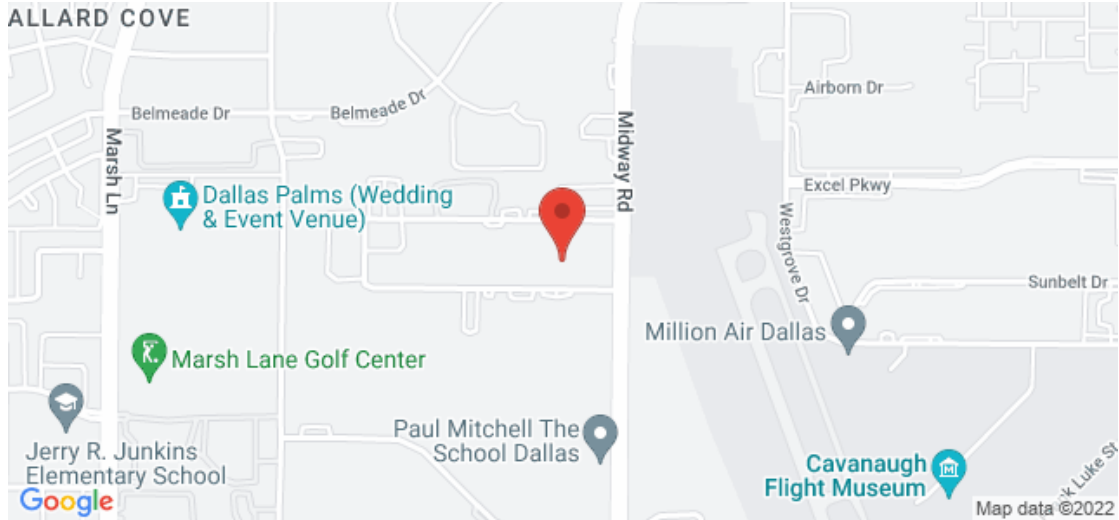 ALLARD COVE
Belmeade Dr
Belmeade Dr
Airborn Dr
Marsh Ln
Midway Rd
Dallas Palms (Wedding
& Event Venue)
Excel Pkwy
Westgrove Dr
Sunbelt Dr
Million Air Dallas
Marsh Lane Golf Center
Paul Mitchell The
School Dallas
Jerry R. Junkins
Elementary School
Cavanaugh
Flight Museum
k Luke St
Google
Map data ©2022